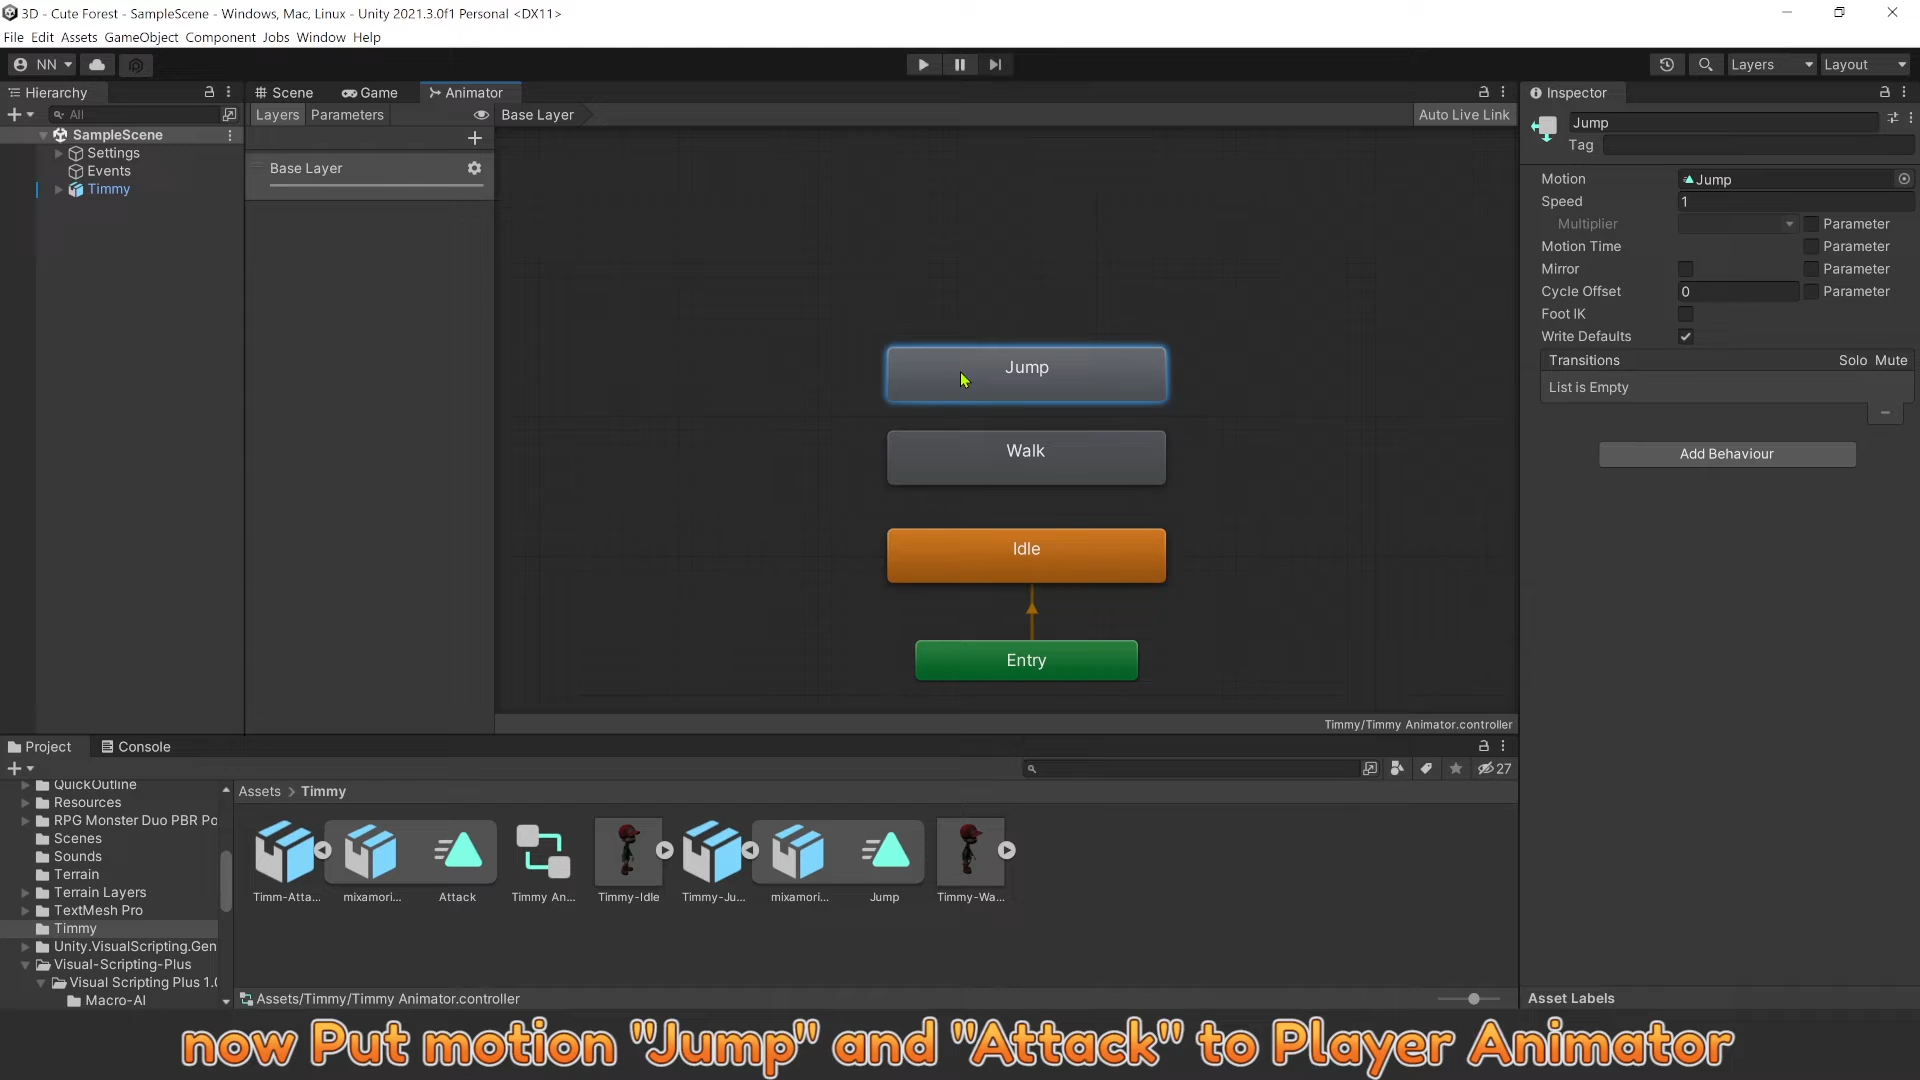 3D - Cute Forest - SampleScene - Windows, Mac, Linux - Unity 2021.3.0f1 Personal <DX11>
File Edit Assets GameObject Component Jobs Window Help
NN
Layers
Layout
Hierarchy
Scene
Game
Animator
Inspector
All
Layers
Parameters
Base Layer
Auto Live Link
Jump
SampleScene
Tag
Settings
Base Layer
Events
Timmy
Motion
Jump
Speed
1
Multiplier
Parameter
Motion Time
Parameter
Mirror
Parameter
Cycle Offset
0
Parameter
Foot IK
Write Defaults
Transitions
Solo Mute
List is Empty
Add Behaviour
Jump
Walk
Idle
Entry
Timmy/Timmy Animator.controller
Project
Console
27
QuickOutline
Resources
RPG Monster Duo PBR Po
Scenes
Sounds
Terrain
Terrain Layers
TextMesh Pro
Timmy
Unity.VisualScripting.Gen
Visual-Scripting-Plus
Visual Scripting Plus 1.
Macro-AI
Assets > Timmy
Timm-Atta...
mixamori...
Attack
Timmy An...
Timmy-Idle
Timmy-Ju...
mixamori...
Jump
Timmy-Wa...
Assets/Timmy/Timmy Animator.controller
Asset Labels
now Put motion "Jump" and "Attack" to Player Animator